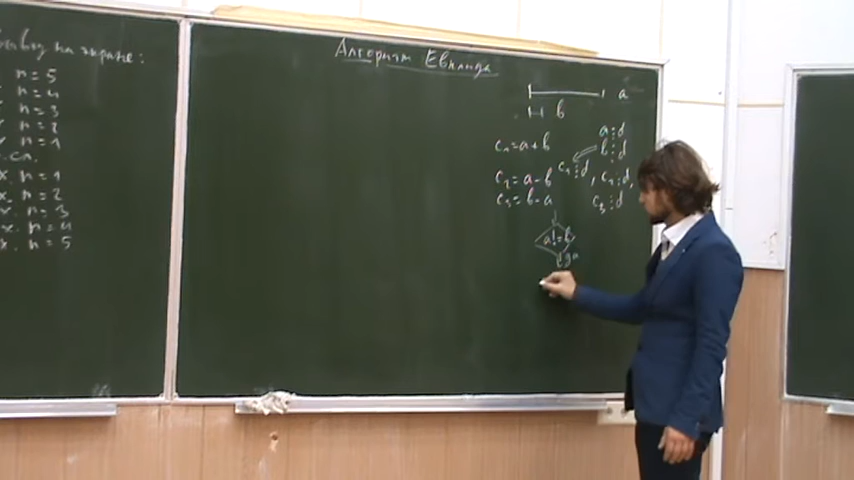 на экране:
n=5
n=4
n=3
n=2
n=1
n=1
n=2
n=3
n=4
n=5
Алгоритм Евклида
a
b
c₁=a+b
a⋮d
b⋮d
c₁⋮d
c₂=a-b
, c₂⋮d,
c₃=b-a
c₃⋮d
a!=b
да